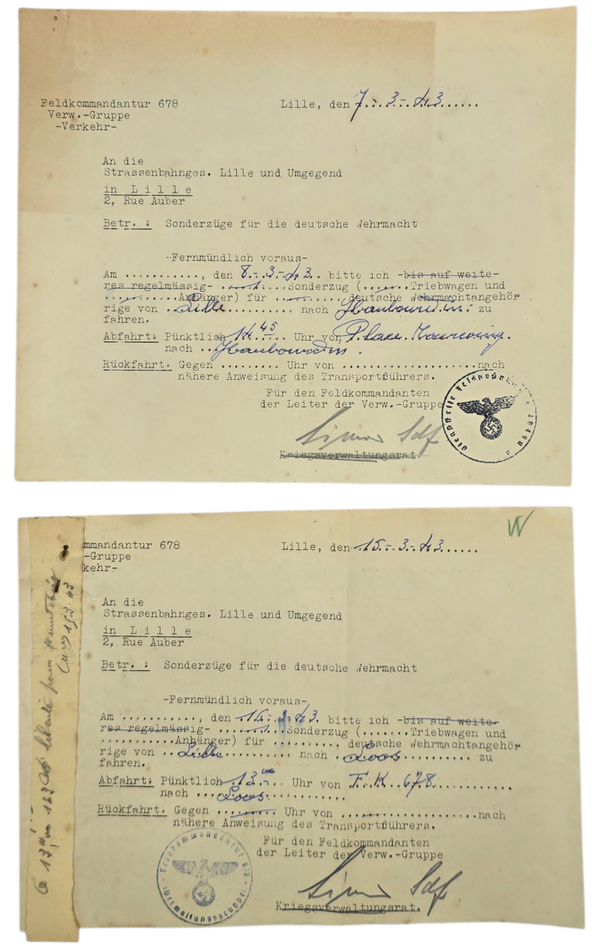 Feldkommandantur 678
Lille, den 7.-3.-43.
Verw.-Gruppe
-Verkehr-
An die
Strassenbahnges. Lille und Umgegend
in Lille
2, Rue Auber
Betr.: Sonderzüge für die deutsche Wehrmacht
-Fernmündlich voraus-
Am ..........., den 8.-3.-43. bitte ich -bis auf weite-
res regelmässig- Sonderzug ( Triebwagen und
Anhänger) für deutsche Wehrmachtangehör
rige von Lille nach Haubourdin zu
fahren.
Abfahrt: Pünktlich 14 45 Uhr von Place
nach Haubourdin.
Rückfahrt. Gegen ......... Uhr von ....................nach
nähere Anweisung des Transportführers.
Für den Feldkommandanten
der Leiter der Verw.-Gruppe
Kriegsverwaltungsrat.
mmandantur 678
Lille, den 15.-3.-43.
-Gruppe
kehr-
An die
Strassenbahnges. Lille und Umgegend
in Lille
2, Rue Auber
Betr.: Sonderzüge für die deutsche Wehrmacht
-Fernmündlich voraus-
Am ..........., den 16.-3.-43. bitte ich -bis auf weite-
res regelmässig- Sonderzug ( Triebwagen und
Anhänger) für deutsche Wehrmachtangehör
rige von Lille nach Loos zu
fahren.
Abfahrt: Pünktlich 13.00 Uhr von F.K. 678
nach Loos
Rückfahrt. Gegen ......... Uhr von ....................nach
nähere Anweisung des Transportführers.
Für den Feldkommandanten
der Leiter der Verw.-Gruppe
Kriegsverwaltungsrat.